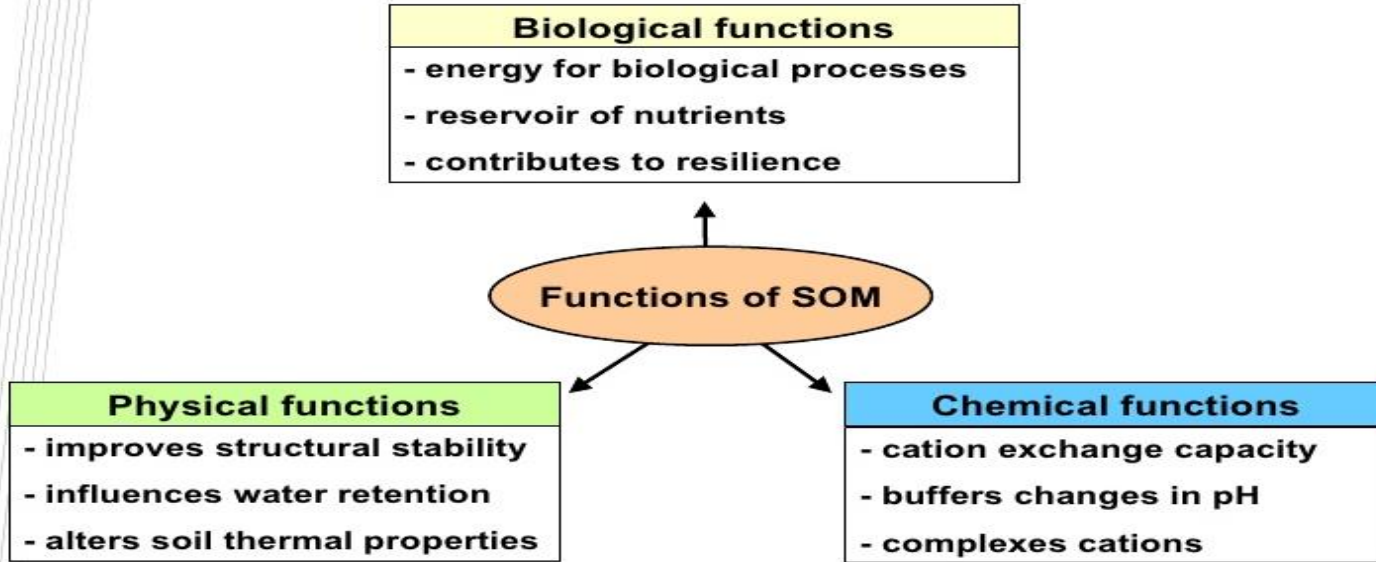 Biological functions
- energy for biological processes
- reservoir of nutrients
- contributes to resilience
Functions of SOM
Physical functions
- improves structural stability
- influences water retention
- alters soil thermal properties
Chemical functions
- cation exchange capacity
- buffers changes in pH
- complexes cations